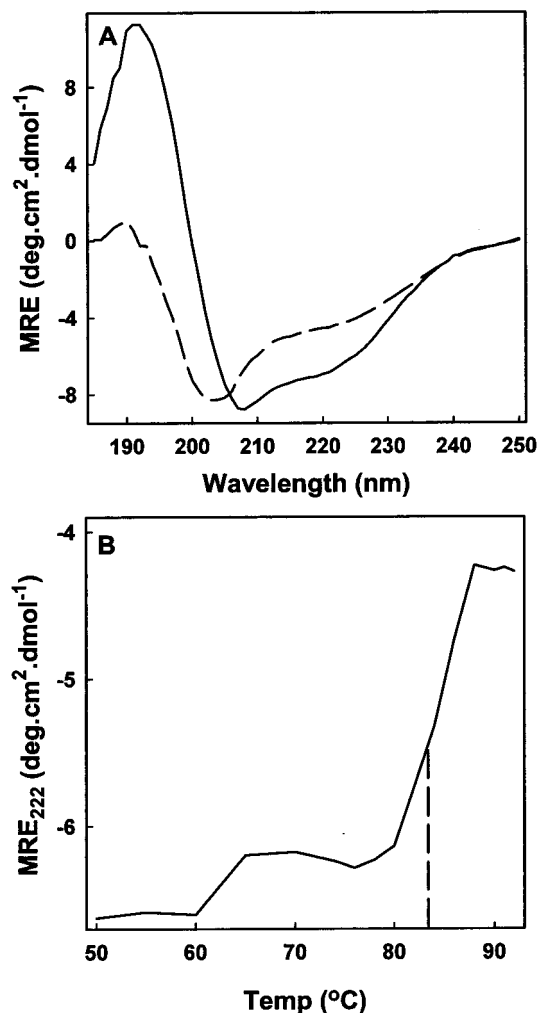 A
MRE (deg.cm².dmol⁻¹)
8
4
0
-4
-8
190 200 210 220 230 240 250
Wavelength (nm)
B
MRE₂₂₂ (deg.cm².dmol⁻¹)
-4
-5
-6
50 60 70 80 90
Temp (°C)